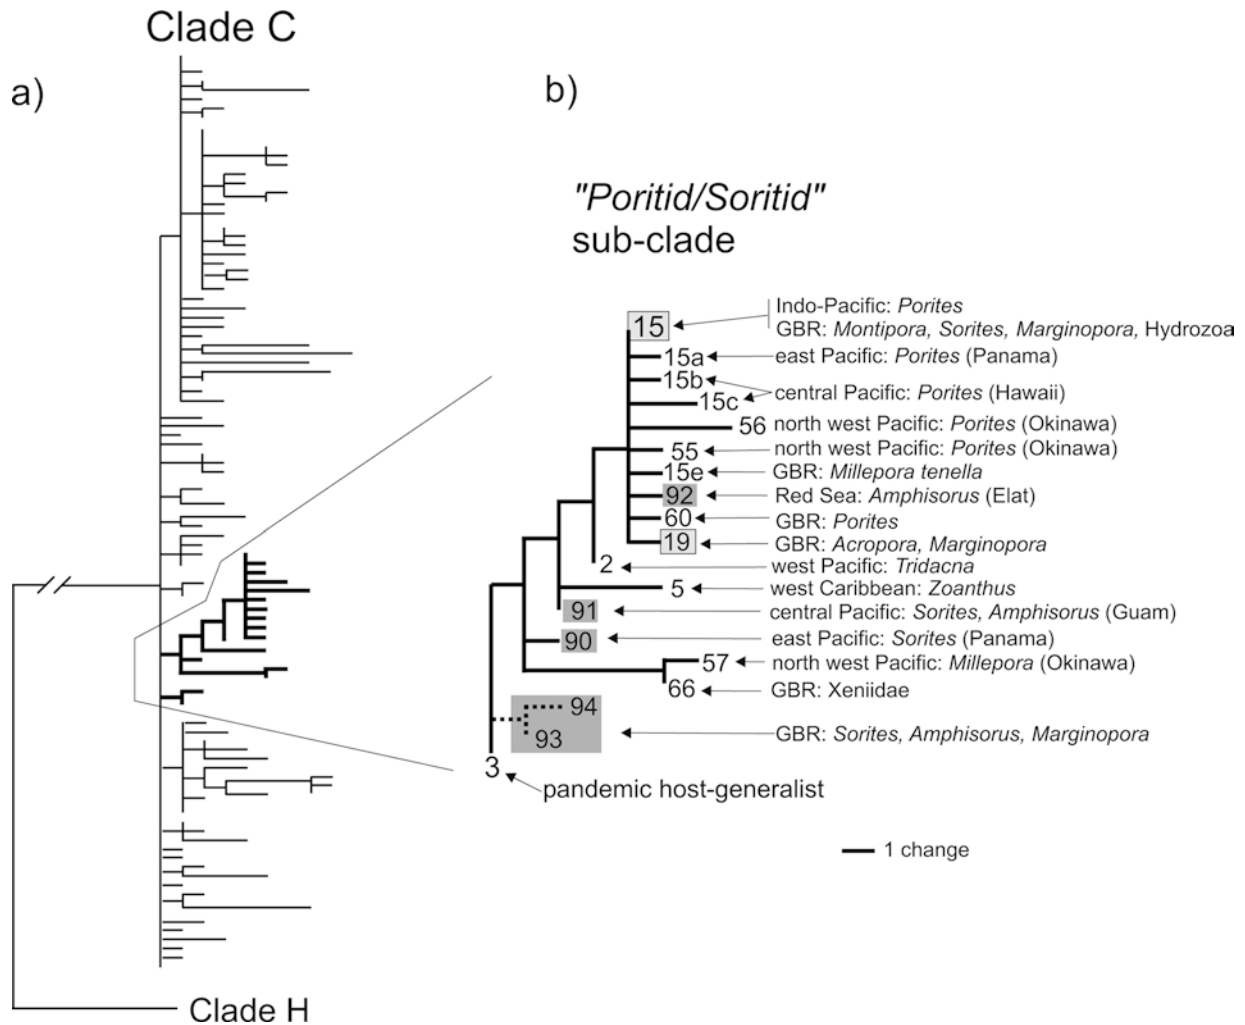 Clade C
a)
b)
"Poritid/Soritid"
sub-clade
15
Indo-Pacific: Porites
GBR: Montipora, Sorites, Marginopora, Hydrozoa
15a
east Pacific: Porites (Panama)
15b
15c
central Pacific: Porites (Hawaii)
56
north west Pacific: Porites (Okinawa)
55
north west Pacific: Porites (Okinawa)
15e
GBR: Millepora tenella
92
Red Sea: Amphisorus (Elat)
60
GBR: Porites
19
GBR: Acropora, Marginopora
2
west Pacific: Tridacna
5
west Caribbean: Zoanthus
91
central Pacific: Sorites, Amphisorus (Guam)
90
east Pacific: Sorites (Panama)
57
north west Pacific: Millepora (Okinawa)
66
GBR: Xeniidae
94
93
GBR: Sorites, Amphisorus, Marginopora
3
pandemic host-generalist
1 change
Clade H